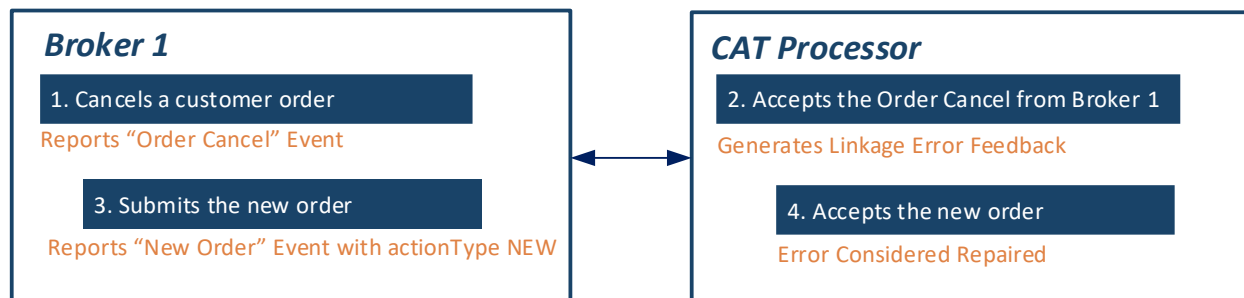 Broker 1
1. Cancels a customer order
Reports “Order Cancel” Event
3. Submits the new order
Reports “New Order” Event with actionType NEW
CAT Processor
2. Accepts the Order Cancel from Broker 1
Generates Linkage Error Feedback
4. Accepts the new order
Error Considered Repaired